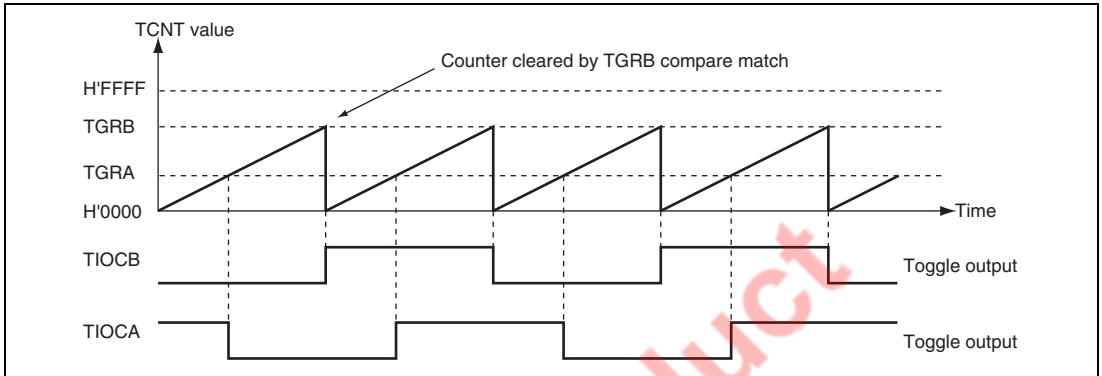 TCNT value
Counter cleared by TGRB compare match
H'FFFF
TGRB
TGRA
H'0000
Time
TIOCB
Toggle output
TIOCA
Toggle output